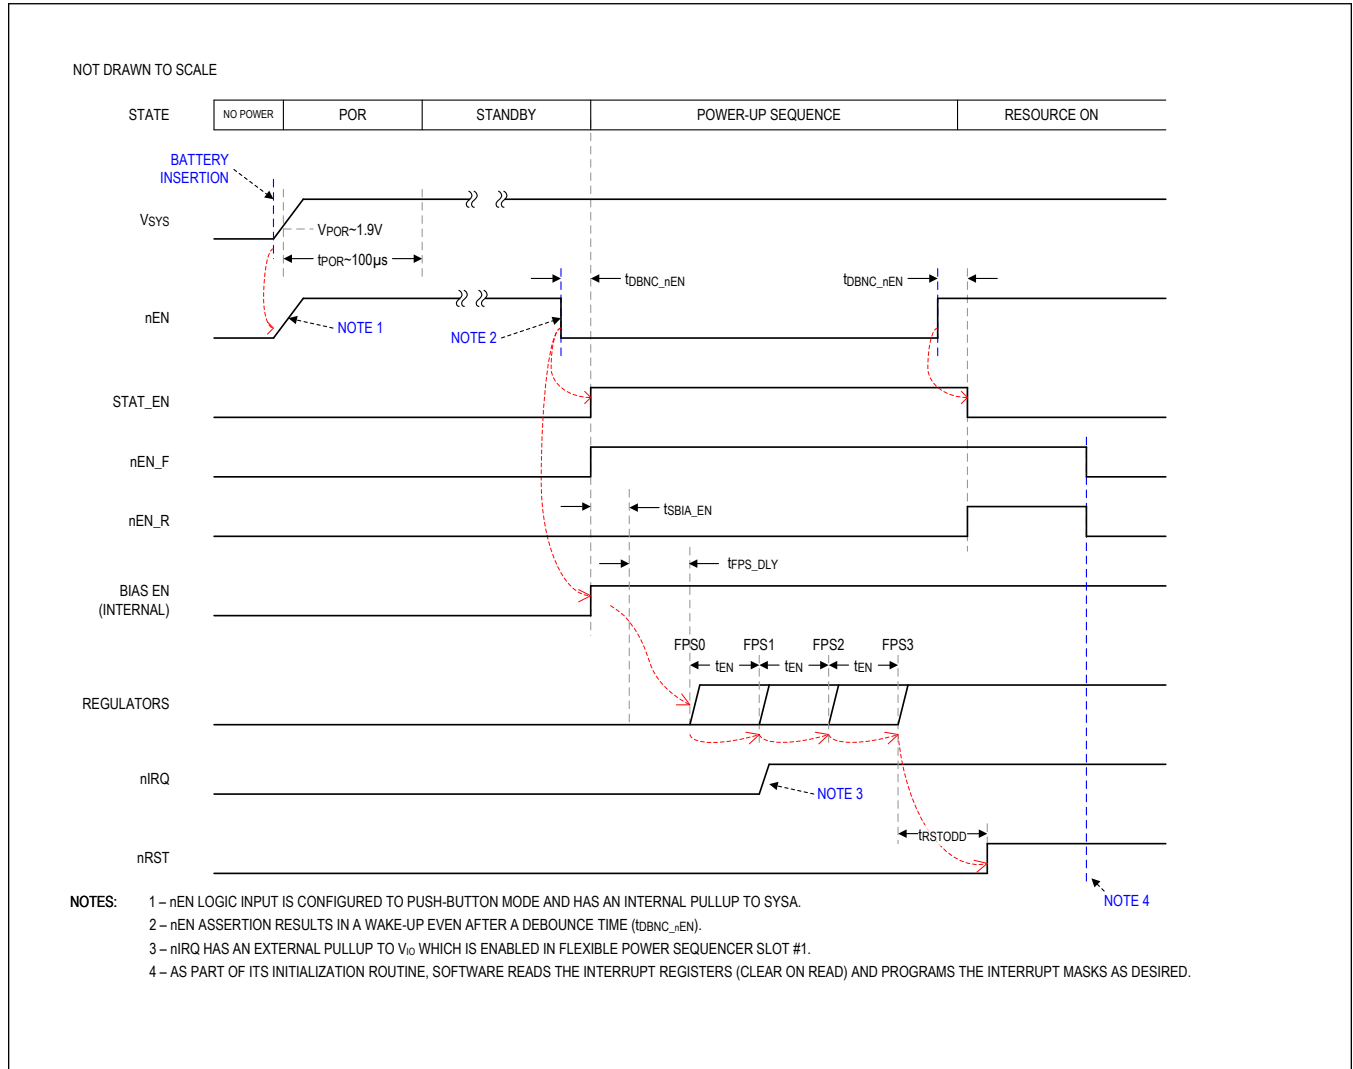 NOT DRAWN TO SCALE
STATE NO POWER POR STANDBY POWER-UP SEQUENCE RESOURCE ON
BATTERY
INSERTION
VSYS
VPOR~1.9V
tPOR~100µs
tDBNC_nEN tDBNC_nEN
nEN
NOTE 1
NOTE 2
STAT_EN
nEN_F
nEN_R
tSBIA_EN
tFPS_DLY
BIAS EN
(INTERNAL)
FPS0 FPS1 FPS2 FPS3
tEN tEN tEN
REGULATORS
nIRQ
NOTE 3
tRSTODD
nRST
NOTE 4
NOTES: 1 – nEN LOGIC INPUT IS CONFIGURED TO PUSH-BUTTON MODE AND HAS AN INTERNAL PULLUP TO SYSA.
2 – nEN ASSERTION RESULTS IN A WAKE-UP EVEN AFTER A DEBOUNCE TIME (tDBNC_nEN).
3 – nIRQ HAS AN EXTERNAL PULLUP TO VIO WHICH IS ENABLED IN FLEXIBLE POWER SEQUENCER SLOT #1.
4 – AS PART OF ITS INITIALIZATION ROUTINE, SOFTWARE READS THE INTERRUPT REGISTERS (CLEAR ON READ) AND PROGRAMS THE INTERRUPT MASKS AS DESIRED.